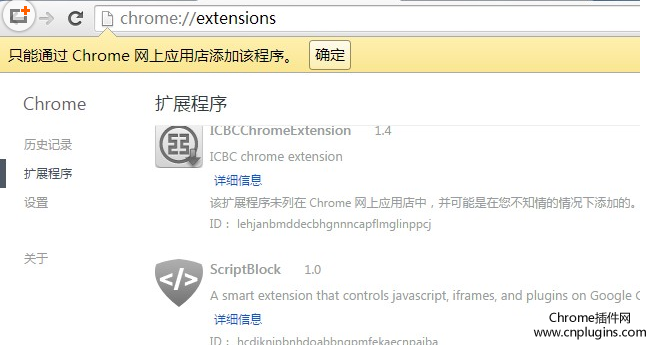 chrome://extensions
只能通过 Chrome 网上应用店添加该程序。 确定
Chrome
扩展程序
历史记录
扩展程序
设置
关于
ICBCChromeExtension 1.4
ICBC chrome extension
详细信息
该扩展程序未列在 Chrome 网上应用店中，并可能是在您不知情的情况下添加的。
ID： lehjanbmddecbhgnnncapflmglinppcj
ScriptBlock 1.0
A smart extension that controls javascript, iframes, and plugins on Google C
详细信息
Chrome插件网
www.cnplugins.com